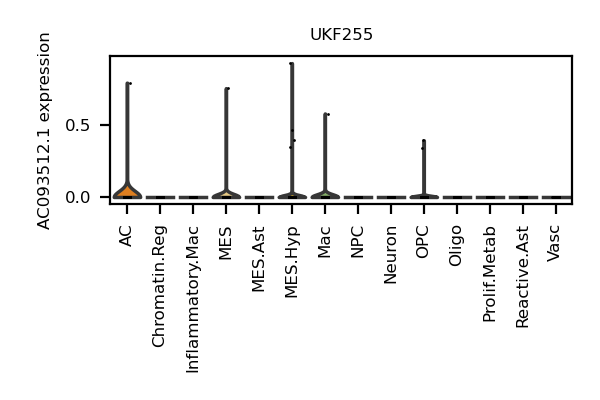 UKF255
AC093512.1 expression
0.5
0.0
AC
Chromatin.Reg
Inflammatory.Mac
MES
MES.Ast
MES.Hyp
Mac
NPC
Neuron
OPC
Oligo
Prolif.Metab
Reactive.Ast
Vasc